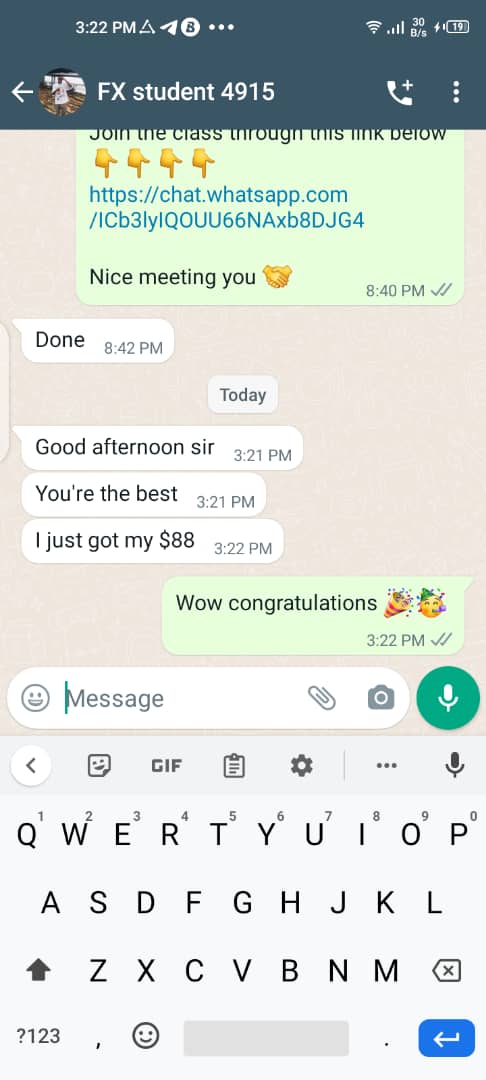 3:22 PM
30
B/s
19
FX student 4915
Join the class through this link below
👇👇👇👇
https://chat.whatsapp.com
/ICb3lyIQOUU66NAxb8DJG4
Nice meeting you 🤝
8:40 PM
Done
8:42 PM
Today
Good afternoon sir
3:21 PM
You're the best
3:21 PM
I just got my $88
3:22 PM
Wow congratulations 🎉🥳
3:22 PM
Message
GIF
1 2 3 4 5 6 7 8 9 0
Q W E R T Y U I O P
A S D F G H J K L
Z X C V B N M
?123 , .